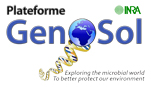 Plateforme
INRA
GenoSol
Exploring the microbial world
To better protect our environment